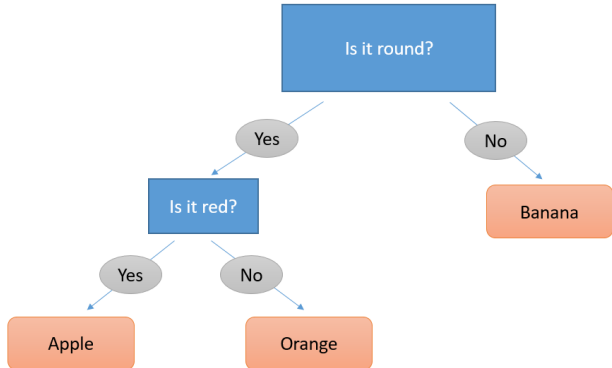 Is it round?
Yes
No
Is it red?
Banana
Yes
No
Apple
Orange